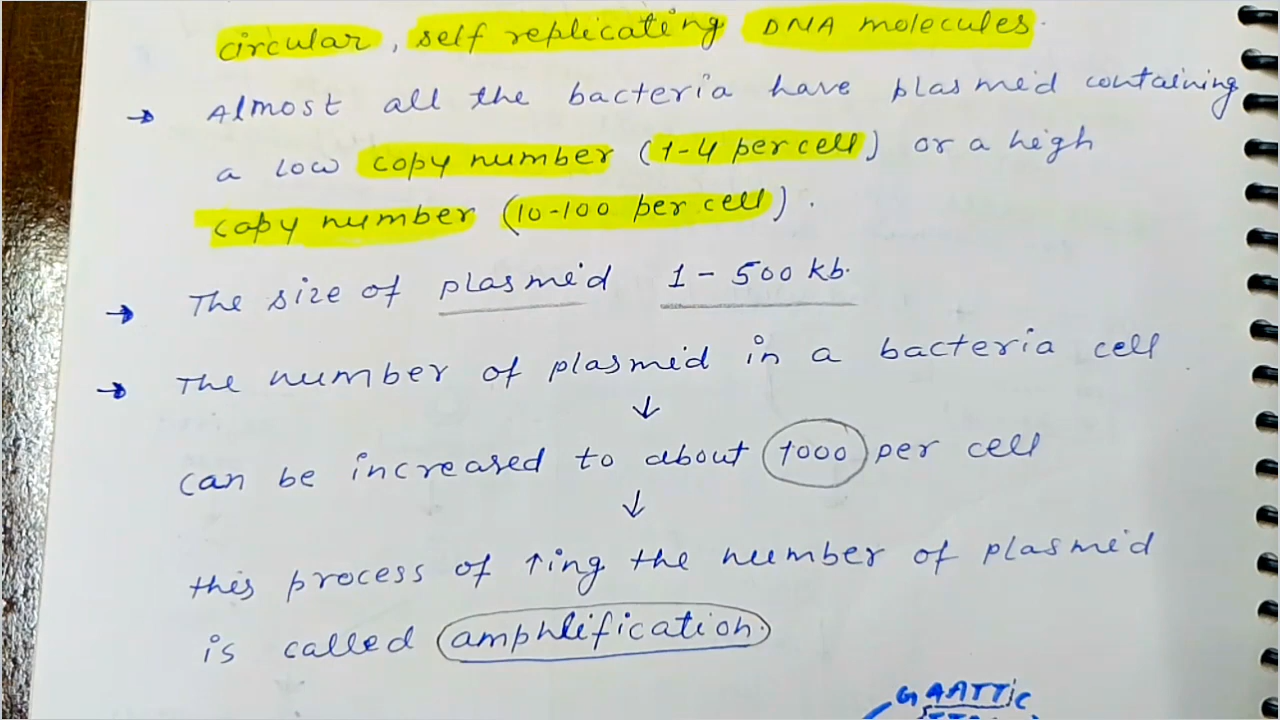 circular, self replicating DNA molecules.
→ Almost all the bacteria have plasmid containing
a low copy number (1-4 per cell) or a high
copy number (10-100 per cell).
→ The size of plasmid 1 - 500 kb.
→ The number of plasmid in a bacteria cell
↓
can be increased to about 1000 per cell
↓
this process of ↑ing the number of plasmid
is called amphlification.
GAATTC